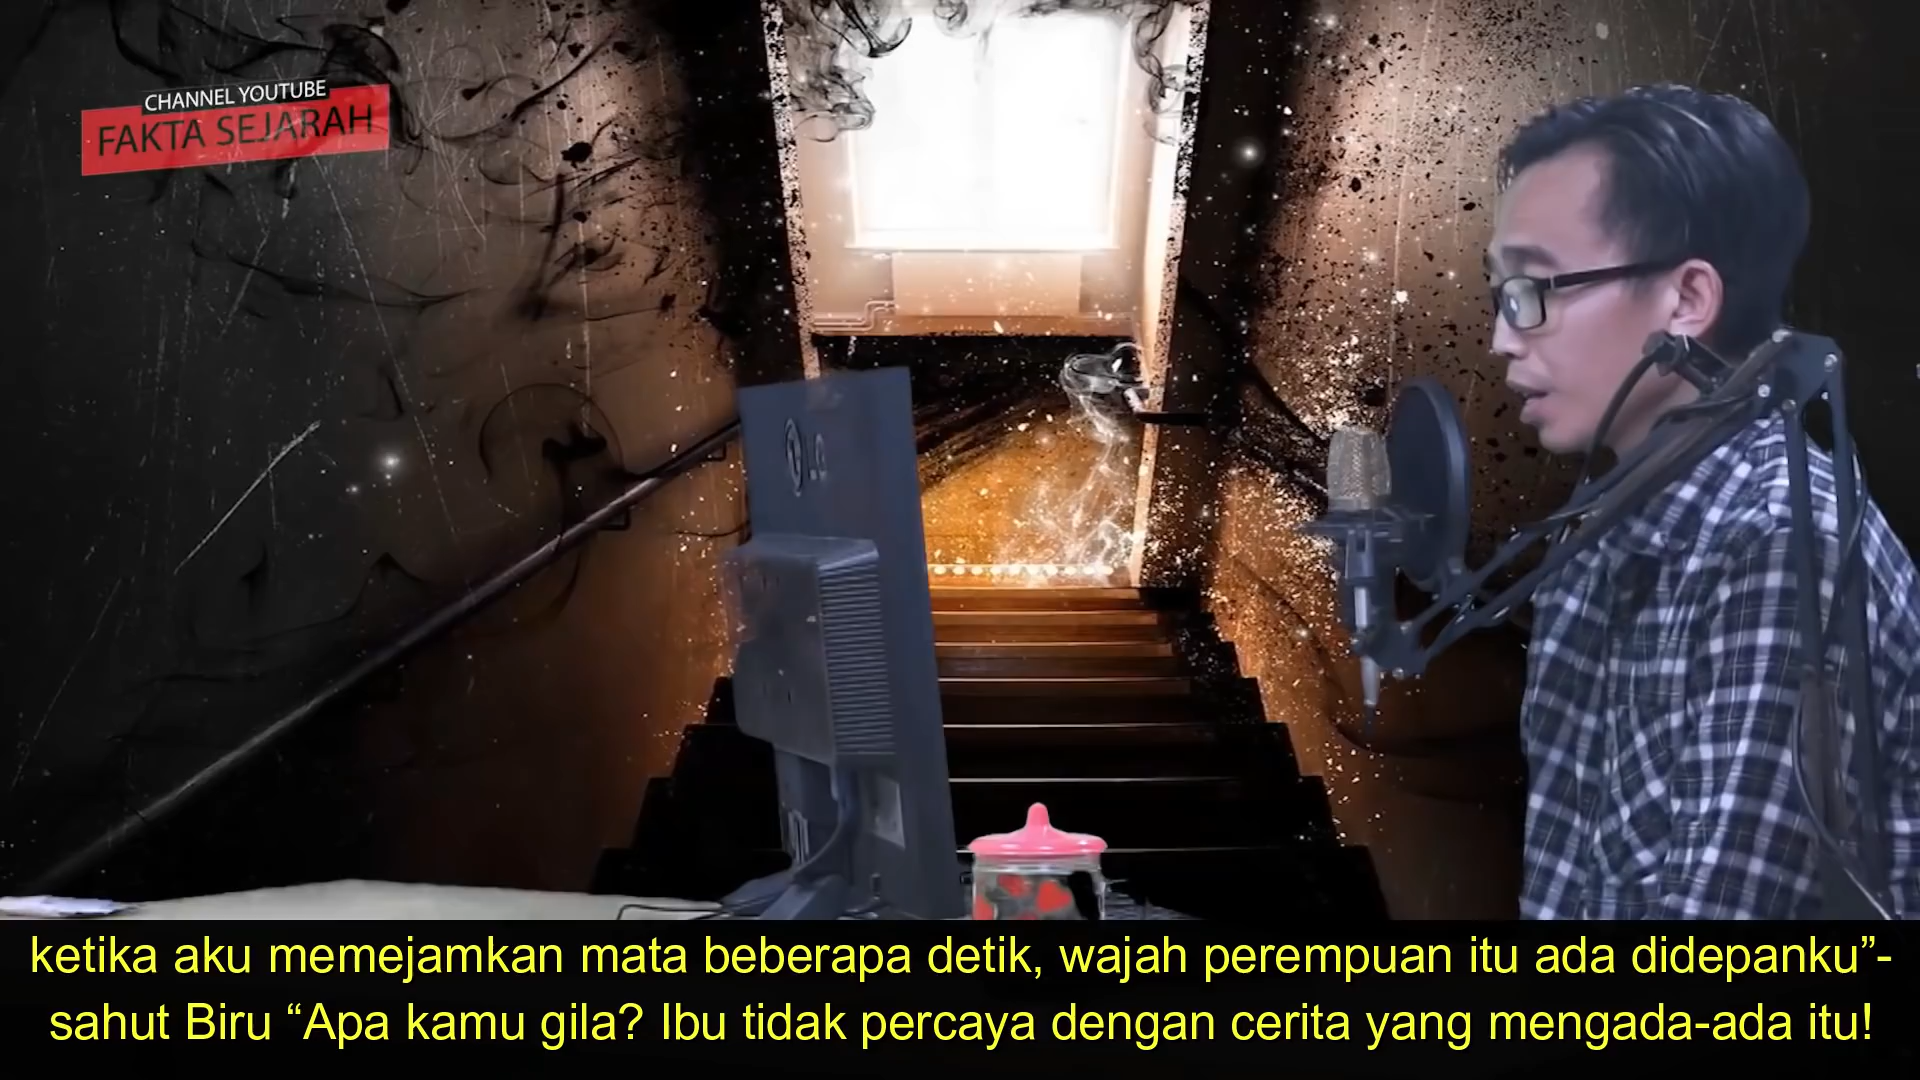 CHANNEL YOUTUBE
FAKTA SEJARAH
LG
ketika aku memejamkan mata beberapa detik, wajah perempuan itu ada didepanku”-
sahut Biru “Apa kamu gila? Ibu tidak percaya dengan cerita yang mengada-ada itu!